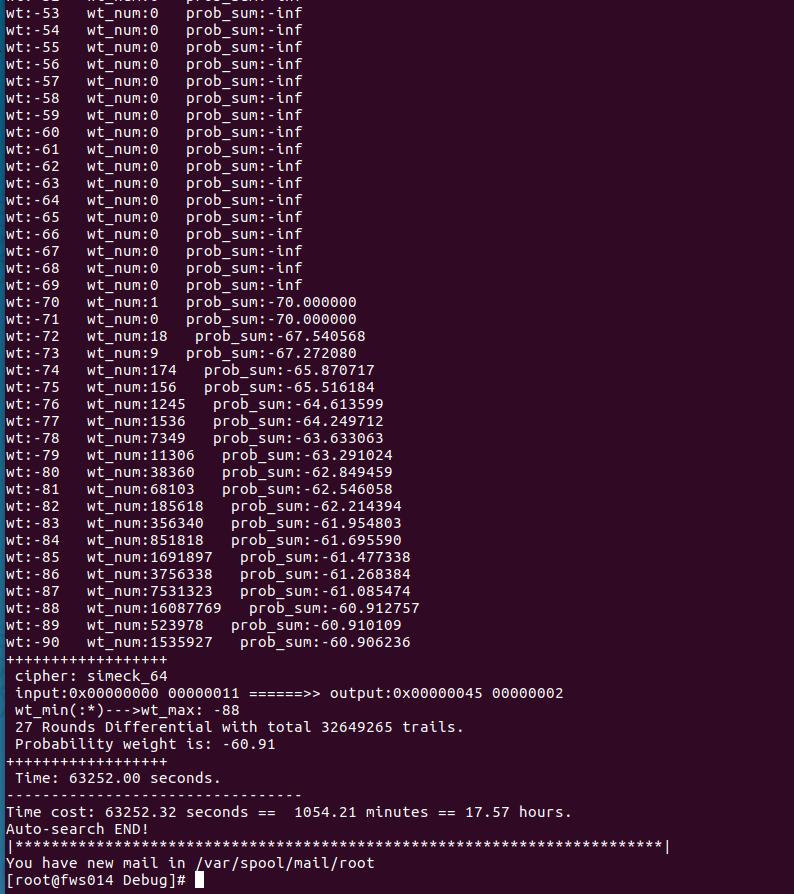 wt:-53   wt_num:0   prob_sum:-inf
wt:-54   wt_num:0   prob_sum:-inf
wt:-55   wt_num:0   prob_sum:-inf
wt:-56   wt_num:0   prob_sum:-inf
wt:-57   wt_num:0   prob_sum:-inf
wt:-58   wt_num:0   prob_sum:-inf
wt:-59   wt_num:0   prob_sum:-inf
wt:-60   wt_num:0   prob_sum:-inf
wt:-61   wt_num:0   prob_sum:-inf
wt:-62   wt_num:0   prob_sum:-inf
wt:-63   wt_num:0   prob_sum:-inf
wt:-64   wt_num:0   prob_sum:-inf
wt:-65   wt_num:0   prob_sum:-inf
wt:-66   wt_num:0   prob_sum:-inf
wt:-67   wt_num:0   prob_sum:-inf
wt:-68   wt_num:0   prob_sum:-inf
wt:-69   wt_num:0   prob_sum:-inf
wt:-70   wt_num:1   prob_sum:-70.000000
wt:-71   wt_num:0   prob_sum:-70.000000
wt:-72   wt_num:18   prob_sum:-67.540568
wt:-73   wt_num:9   prob_sum:-67.272080
wt:-74   wt_num:174   prob_sum:-65.870717
wt:-75   wt_num:156   prob_sum:-65.516184
wt:-76   wt_num:1245   prob_sum:-64.613599
wt:-77   wt_num:1536   prob_sum:-64.249712
wt:-78   wt_num:7349   prob_sum:-63.633063
wt:-79   wt_num:11306   prob_sum:-63.291024
wt:-80   wt_num:38360   prob_sum:-62.849459
wt:-81   wt_num:68103   prob_sum:-62.546058
wt:-82   wt_num:185618   prob_sum:-62.214394
wt:-83   wt_num:356340   prob_sum:-61.954803
wt:-84   wt_num:851818   prob_sum:-61.695590
wt:-85   wt_num:1691897   prob_sum:-61.477338
wt:-86   wt_num:3756338   prob_sum:-61.268384
wt:-87   wt_num:7531323   prob_sum:-61.085474
wt:-88   wt_num:16087769   prob_sum:-60.912757
wt:-89   wt_num:523978   prob_sum:-60.910109
wt:-90   wt_num:1535927   prob_sum:-60.906236
++++++++++++++++++
cipher: simeck_64
input:0x00000000 00000011 ======>> output:0x00000045 00000002
wt_min(:*)--->wt_max: -88
27 Rounds Differential with total 32649265 trails.
Probability weight is: -60.91
++++++++++++++++++
Time: 63252.00 seconds.
---------------------------------
Time cost: 63252.32 seconds ==  1054.21 minutes == 17.57 hours.
Auto-search END!
|************************************************************************|
You have new mail in /var/spool/mail/root
[root@fws014 Debug]#